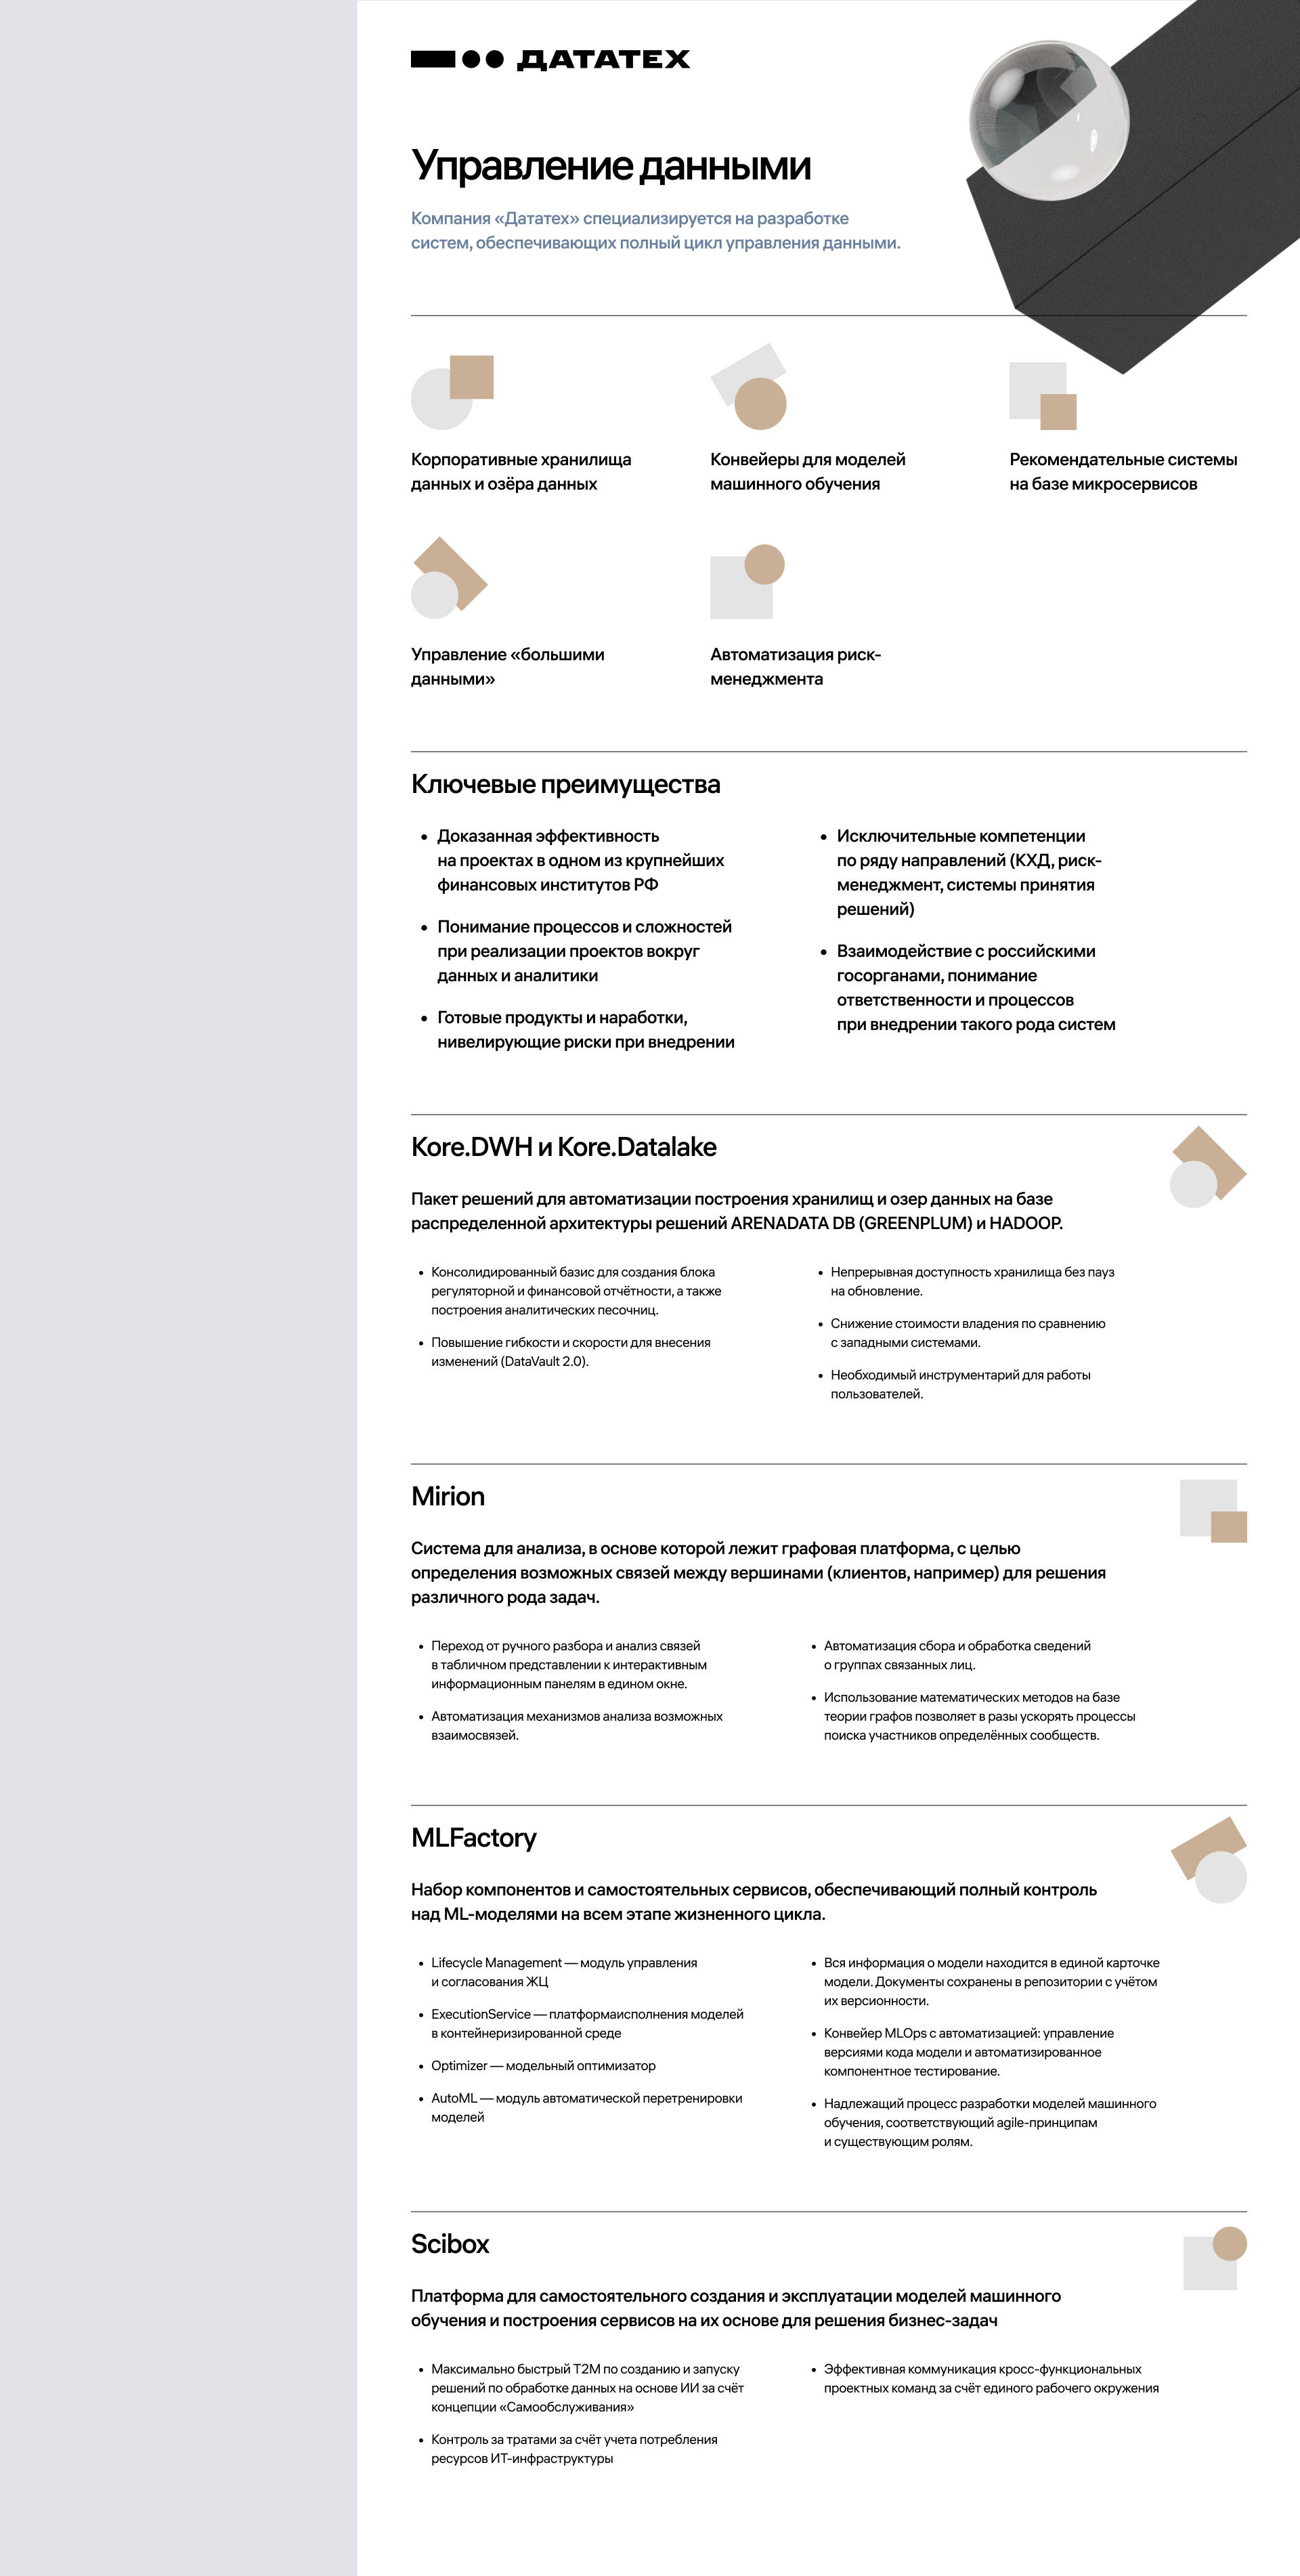 ДАТАТЕХ
Управление данными
Компания «Дататех» специализируется на разработке
систем, обеспечивающих полный цикл управления данными.
Корпоративные хранилища
данных и озёра данных
Конвейеры для моделей
машинного обучения
Рекомендательные системы
на базе микросервисов
Управление «большими
данными»
Автоматизация риск-
менеджмента
Ключевые преимущества
• Доказанная эффективность
на проектах в одном из крупнейших
финансовых институтов РФ
• Понимание процессов и сложностей
при реализации проектов вокруг
данных и аналитики
• Готовые продукты и наработки,
нивелирующие риски при внедрении
• Исключительные компетенции
по ряду направлений (КХД, риск-
менеджмент, системы принятия
решений)
• Взаимодействие с российскими
госорганами, понимание
ответственности и процессов
при внедрении такого рода систем
Kore.DWH и Kore.Datalake
Пакет решений для автоматизации построения хранилищ и озер данных на базе
распределенной архитектуры решений ARENADATA DB (GREENPLUM) и HADOOP.
• Консолидированный базис для создания блока
регуляторной и финансовой отчётности, а также
построения аналитических песочниц.
• Повышение гибкости и скорости для внесения
изменений (DataVault 2.0).
• Непрерывная доступность хранилища без пауз
на обновление.
• Снижение стоимости владения по сравнению
с западными системами.
• Необходимый инструментарий для работы
пользователей.
Mirion
Система для анализа, в основе которой лежит графовая платформа, с целью
определения возможных связей между вершинами (клиентов, например) для решения
различного рода задач.
• Переход от ручного разбора и анализ связей
в табличном представлении к интерактивным
информационным панелям в едином окне.
• Автоматизация механизмов анализа возможных
взаимосвязей.
• Автоматизация сбора и обработка сведений
о группах связанных лиц.
• Использование математических методов на базе
теории графов позволяет в разы ускорять процессы
поиска участников определённых сообществ.
MLFactory
Набор компонентов и самостоятельных сервисов, обеспечивающий полный контроль
над ML-моделями на всем этапе жизненного цикла.
• Lifecycle Management — модуль управления
и согласования ЖЦ
• ExecutionService — платформаисполнения моделей
в контейнеризированной среде
• Optimizer — модельный оптимизатор
• AutoML — модуль автоматической перетренировки
моделей
• Вся информация о модели находится в единой карточке
модели. Документы сохранены в репозитории с учётом
их версионности.
• Конвейер MLOps с автоматизацией: управление
версиями кода модели и автоматизированное
компонентное тестирование.
• Надлежащий процесс разработки моделей машинного
обучения, соответствующий agile-принципам
и существующим ролям.
Scibox
Платформа для самостоятельного создания и эксплуатации моделей машинного
обучения и построения сервисов на их основе для решения бизнес-задач
• Максимально быстрый T2M по созданию и запуску
решений по обработке данных на основе ИИ за счёт
концепции «Самообслуживания»
• Контроль за тратами за счёт учета потребления
ресурсов ИТ-инфраструктуры
• Эффективная коммуникация кросс-функциональных
проектных команд за счёт единого рабочего окружения